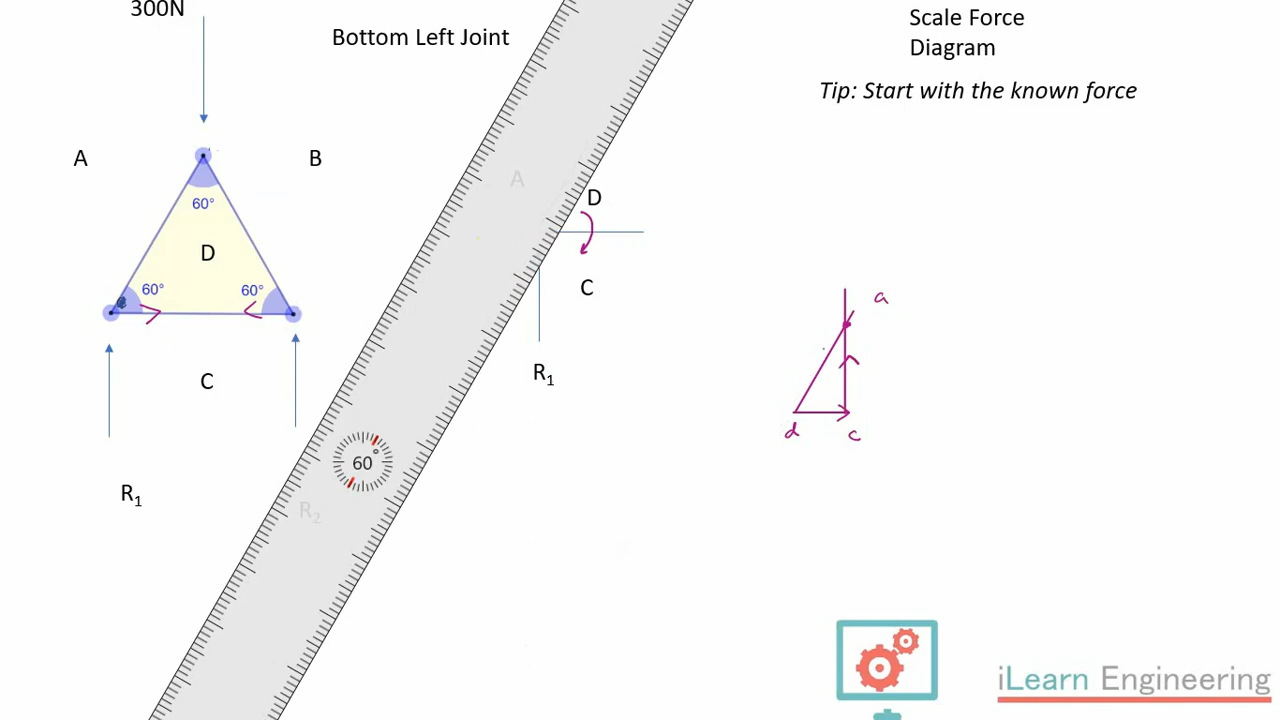 300N
Bottom Left Joint
Scale Force
Diagram
Tip: Start with the known force
A
B
60°
D
60°
60°
C
R1
R2
60°
A
D
C
R1
a
d
c
iLearn Engineering